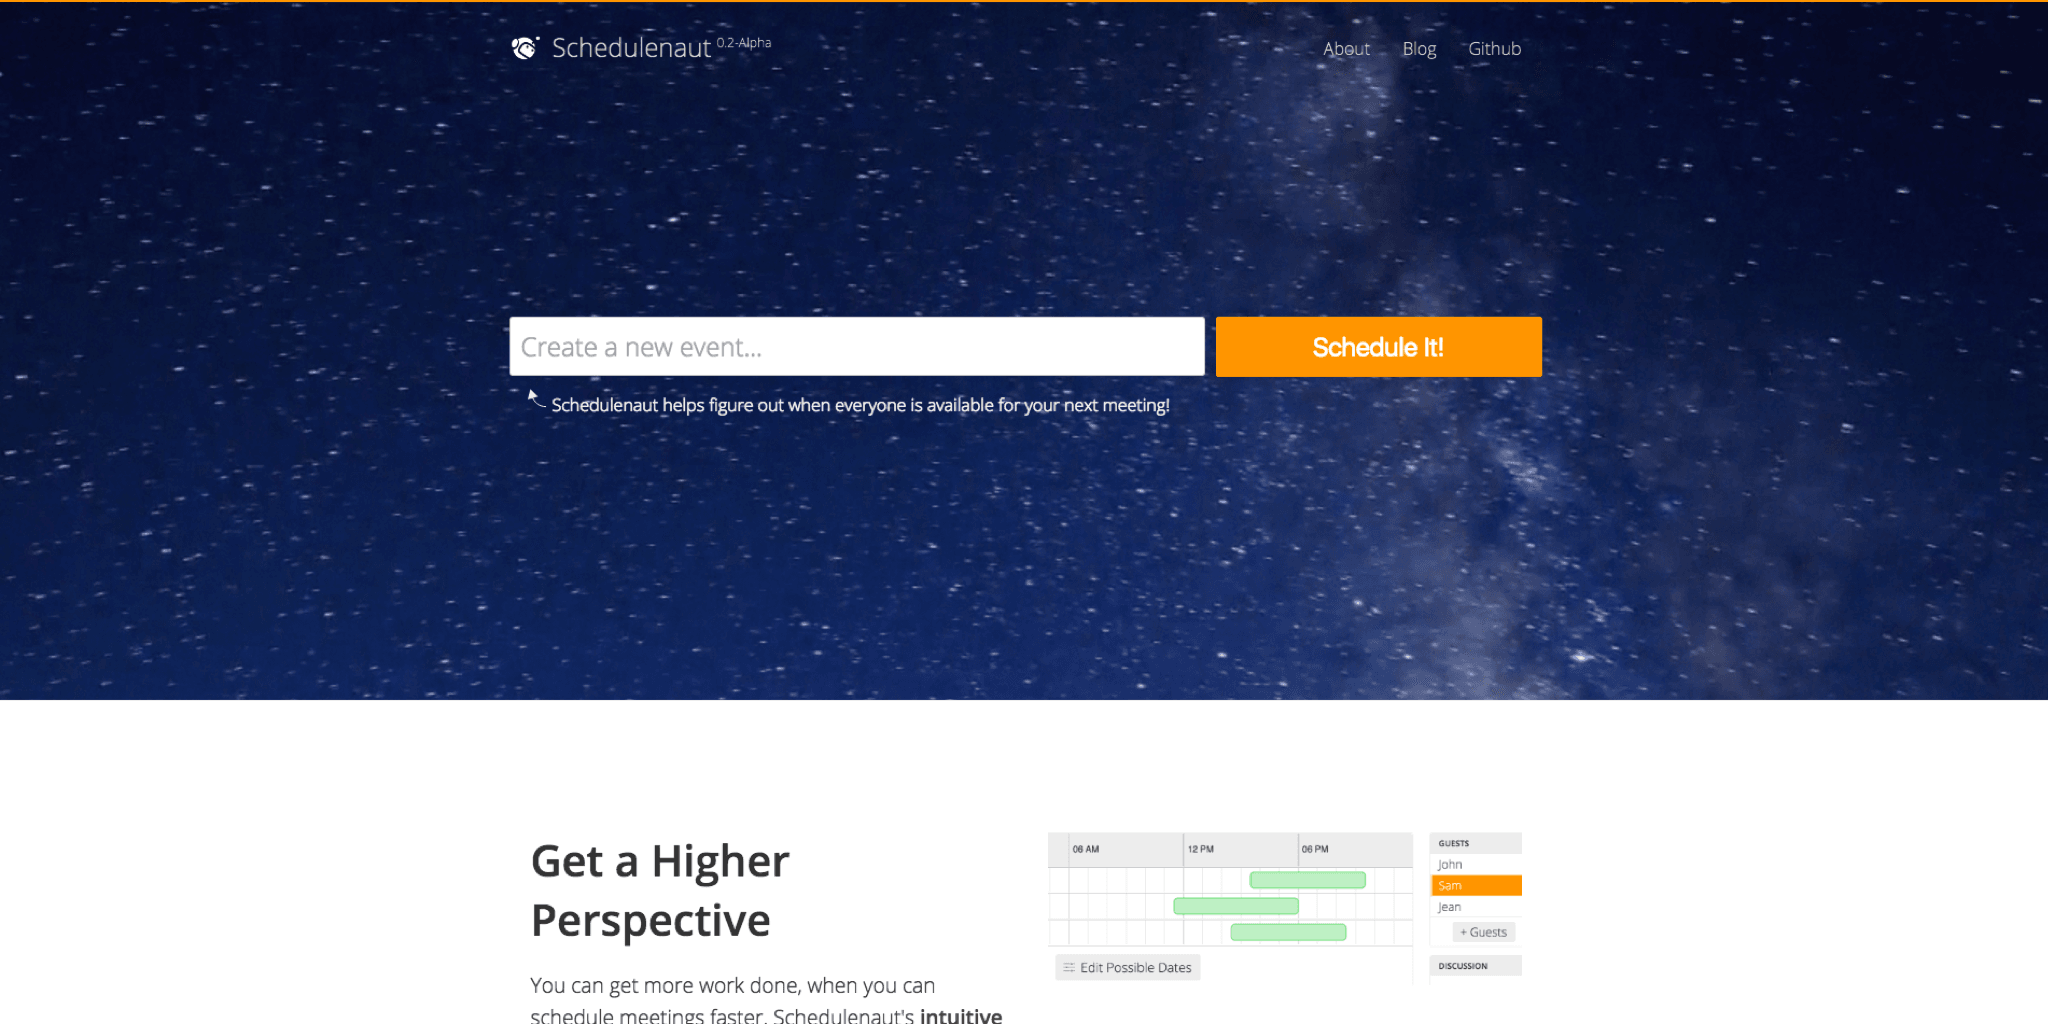 Schedulenaut 0.2-Alpha
About Blog Github
Create a new event...
Schedule It!
Schedulenaut helps figure out when everyone is available for your next meeting!
Get a Higher
Perspective
You can get more work done, when you can
schedule meetings faster. Schedulenaut's intuitive
06 AM 12 PM 06 PM
Edit Possible Dates
GUESTS
John
Sam
Jean
+ Guests
DISCUSSION